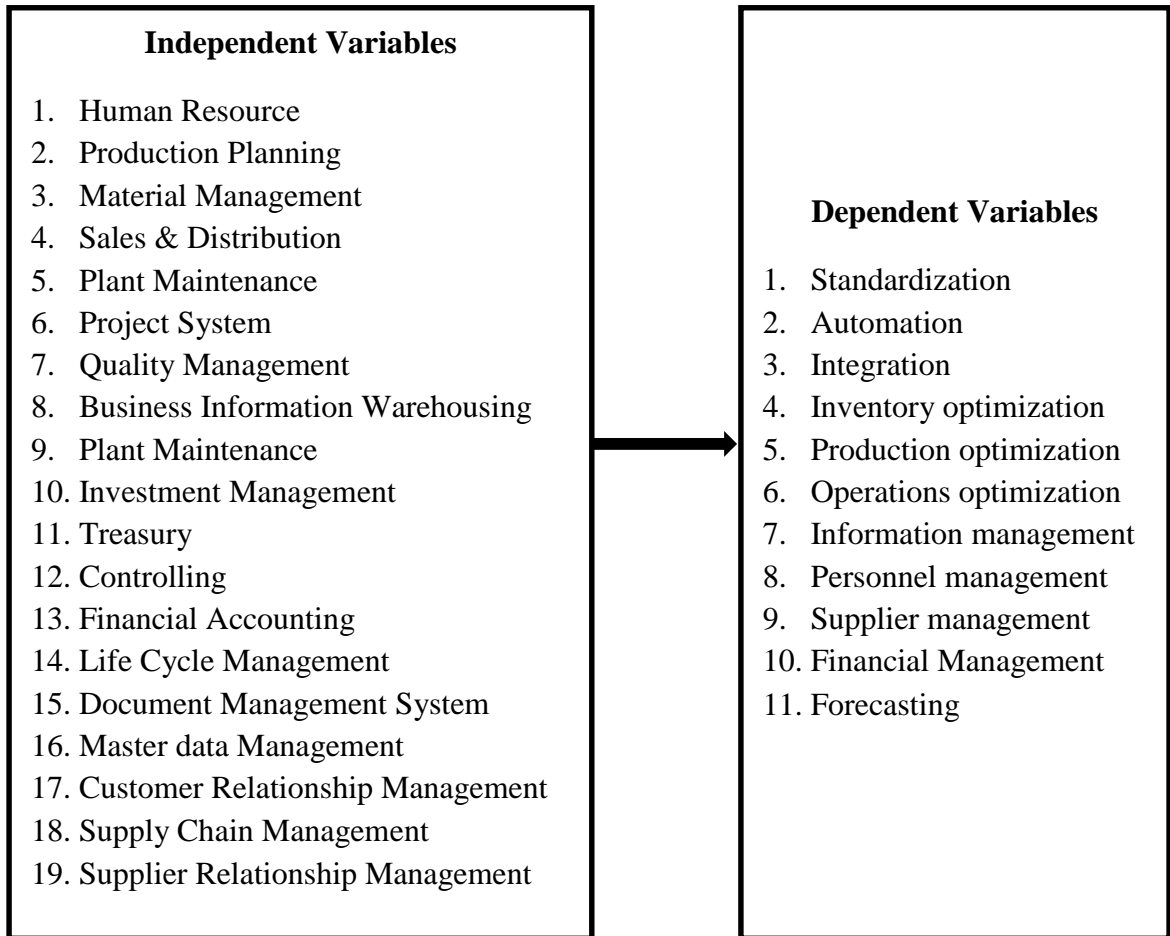 Independent Variables
1. Human Resource
2. Production Planning
3. Material Management
4. Sales & Distribution
5. Plant Maintenance
6. Project System
7. Quality Management
8. Business Information Warehousing
9. Plant Maintenance
10. Investment Management
11. Treasury
12. Controlling
13. Financial Accounting
14. Life Cycle Management
15. Document Management System
16. Master data Management
17. Customer Relationship Management
18. Supply Chain Management
19. Supplier Relationship Management
Dependent Variables
1. Standardization
2. Automation
3. Integration
4. Inventory optimization
5. Production optimization
6. Operations optimization
7. Information management
8. Personnel management
9. Supplier management
10. Financial Management
11. Forecasting